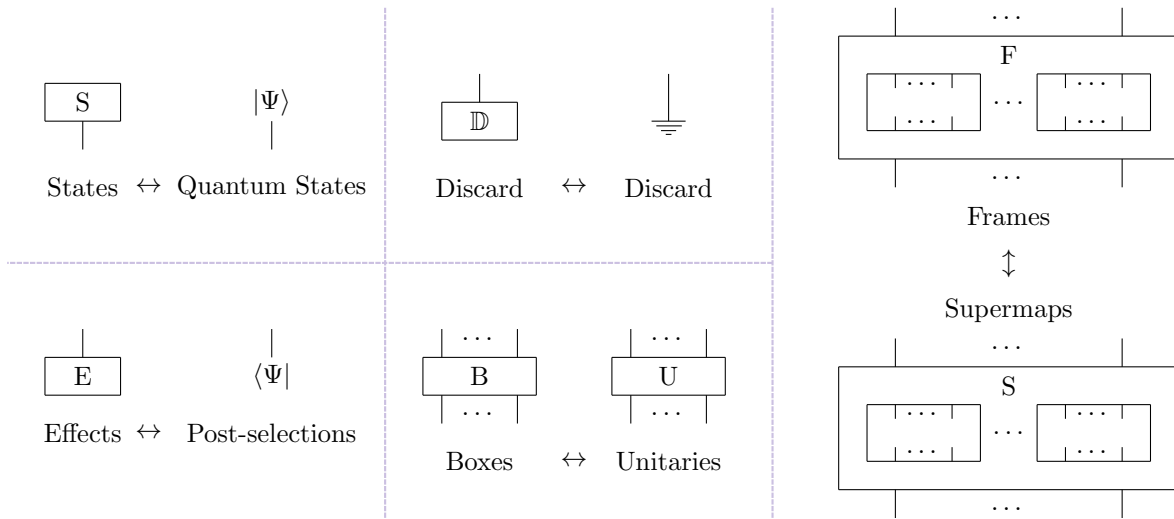 S
|Ψ⟩
States ↔ Quantum States
𝔻
Discard ↔ Discard
E
⟨Ψ|
Effects ↔ Post-selections
... ...
B U
... ...
Boxes ↔ Unitaries
...
F
... ...
...
... ...
...
Frames
↕
Supermaps
...
S
... ...
...
... ...
...